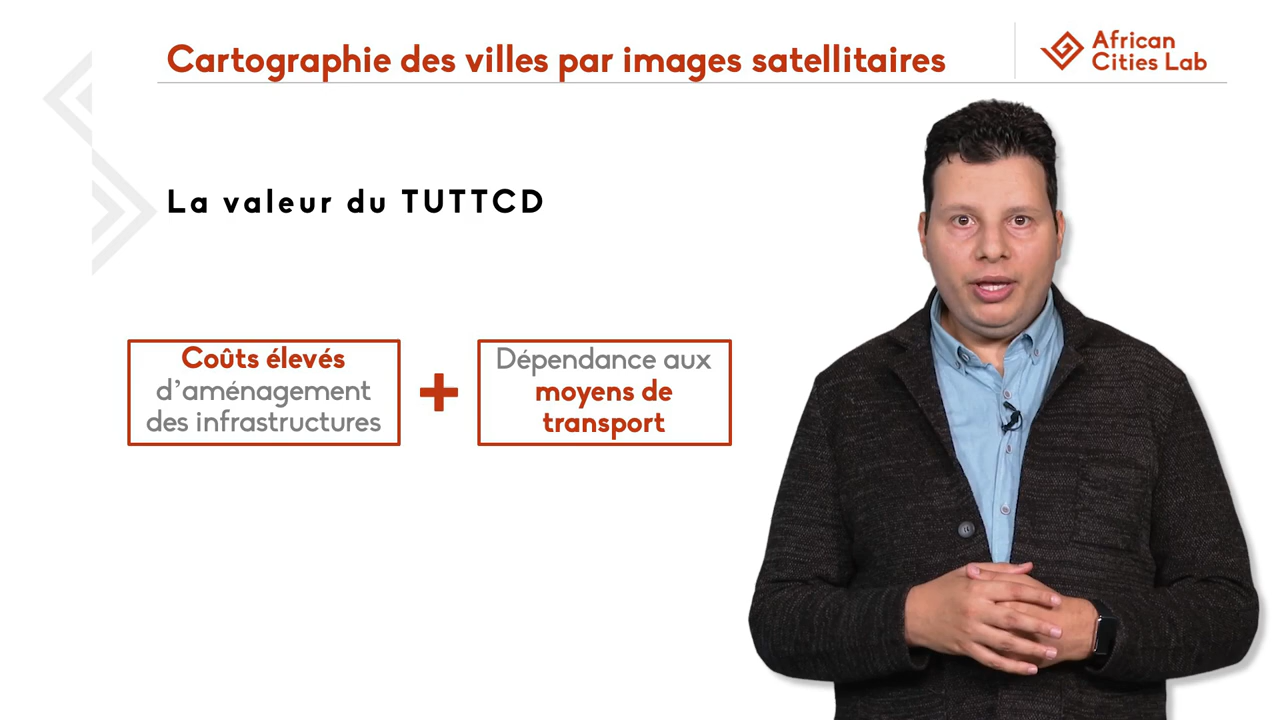 Cartographie des villes par images satellitaires
African
Cities Lab
La valeur du TUTTCD
Coûts élevés
d'aménagement
des infrastructures
+
Dépendance aux
moyens de
transport